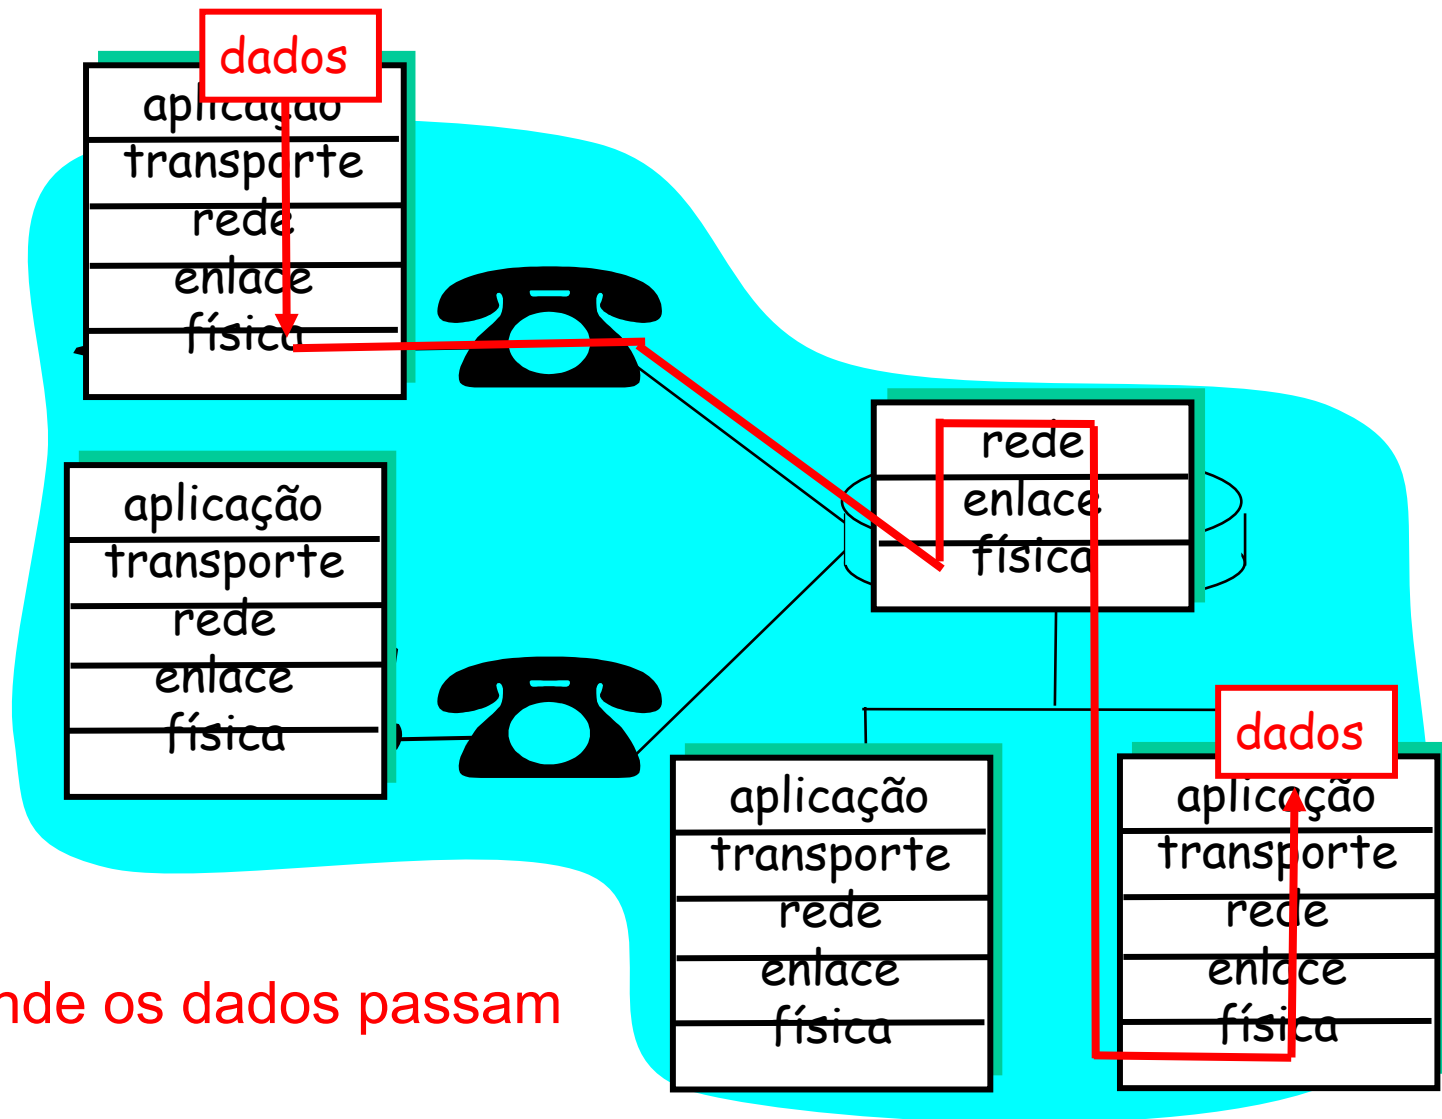 dados
aplicação
transporte
rede
enlace
física
rede
enlace
física
aplicação
transporte
rede
enlace
física
dados
aplicação
transporte
rede
enlace
física
aplicação
transporte
rede
enlace
física
os dados passam